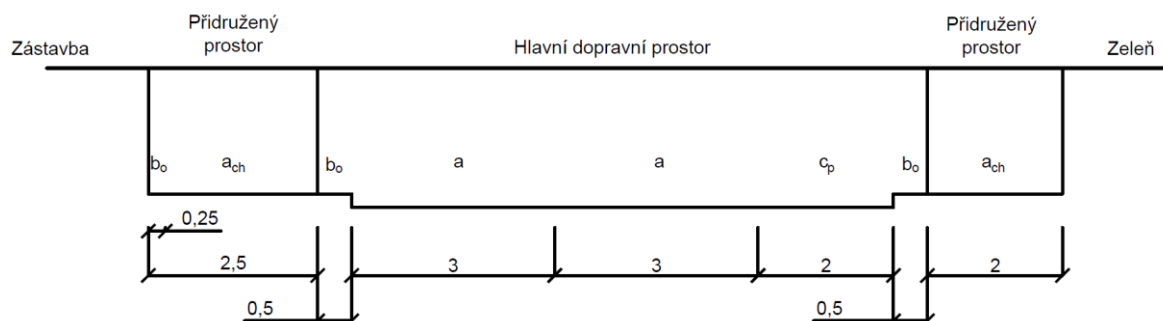 Zástavba
Přidružený
prostor
Hlavní dopravní prostor
Přidružený
prostor
Zeleň
bo ach bo a a cp bo ach
0,25
2,5 3 3 2 2
0,5 0,5